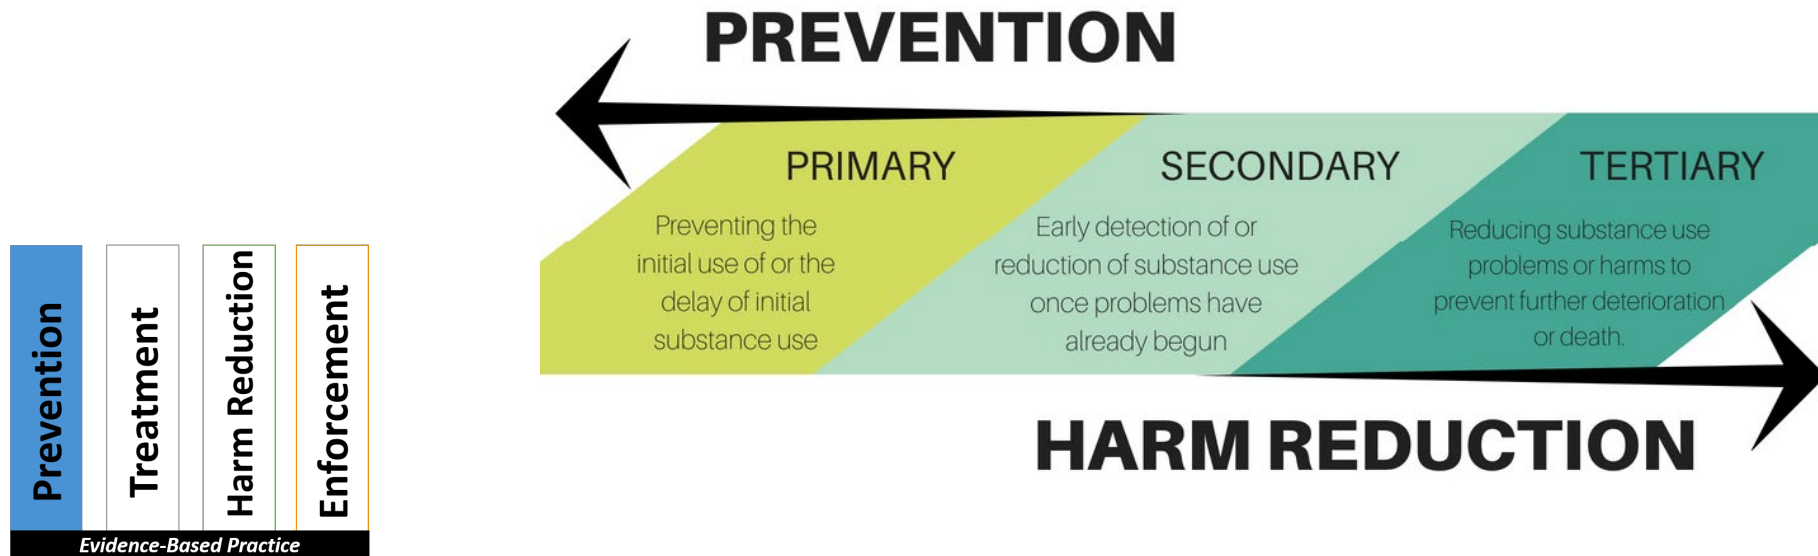 PREVENTION
PRIMARY
Preventing the
initial use of or the
delay of initial
substance use
SECONDARY
Early detection of or
reduction of substance use
once problems have
already begun
TERTIARY
Reducing substance use
problems or harms to
prevent further deterioration
or death.
HARM REDUCTION
Prevention
Treatment
Harm Reduction
Enforcement
Evidence-Based Practice